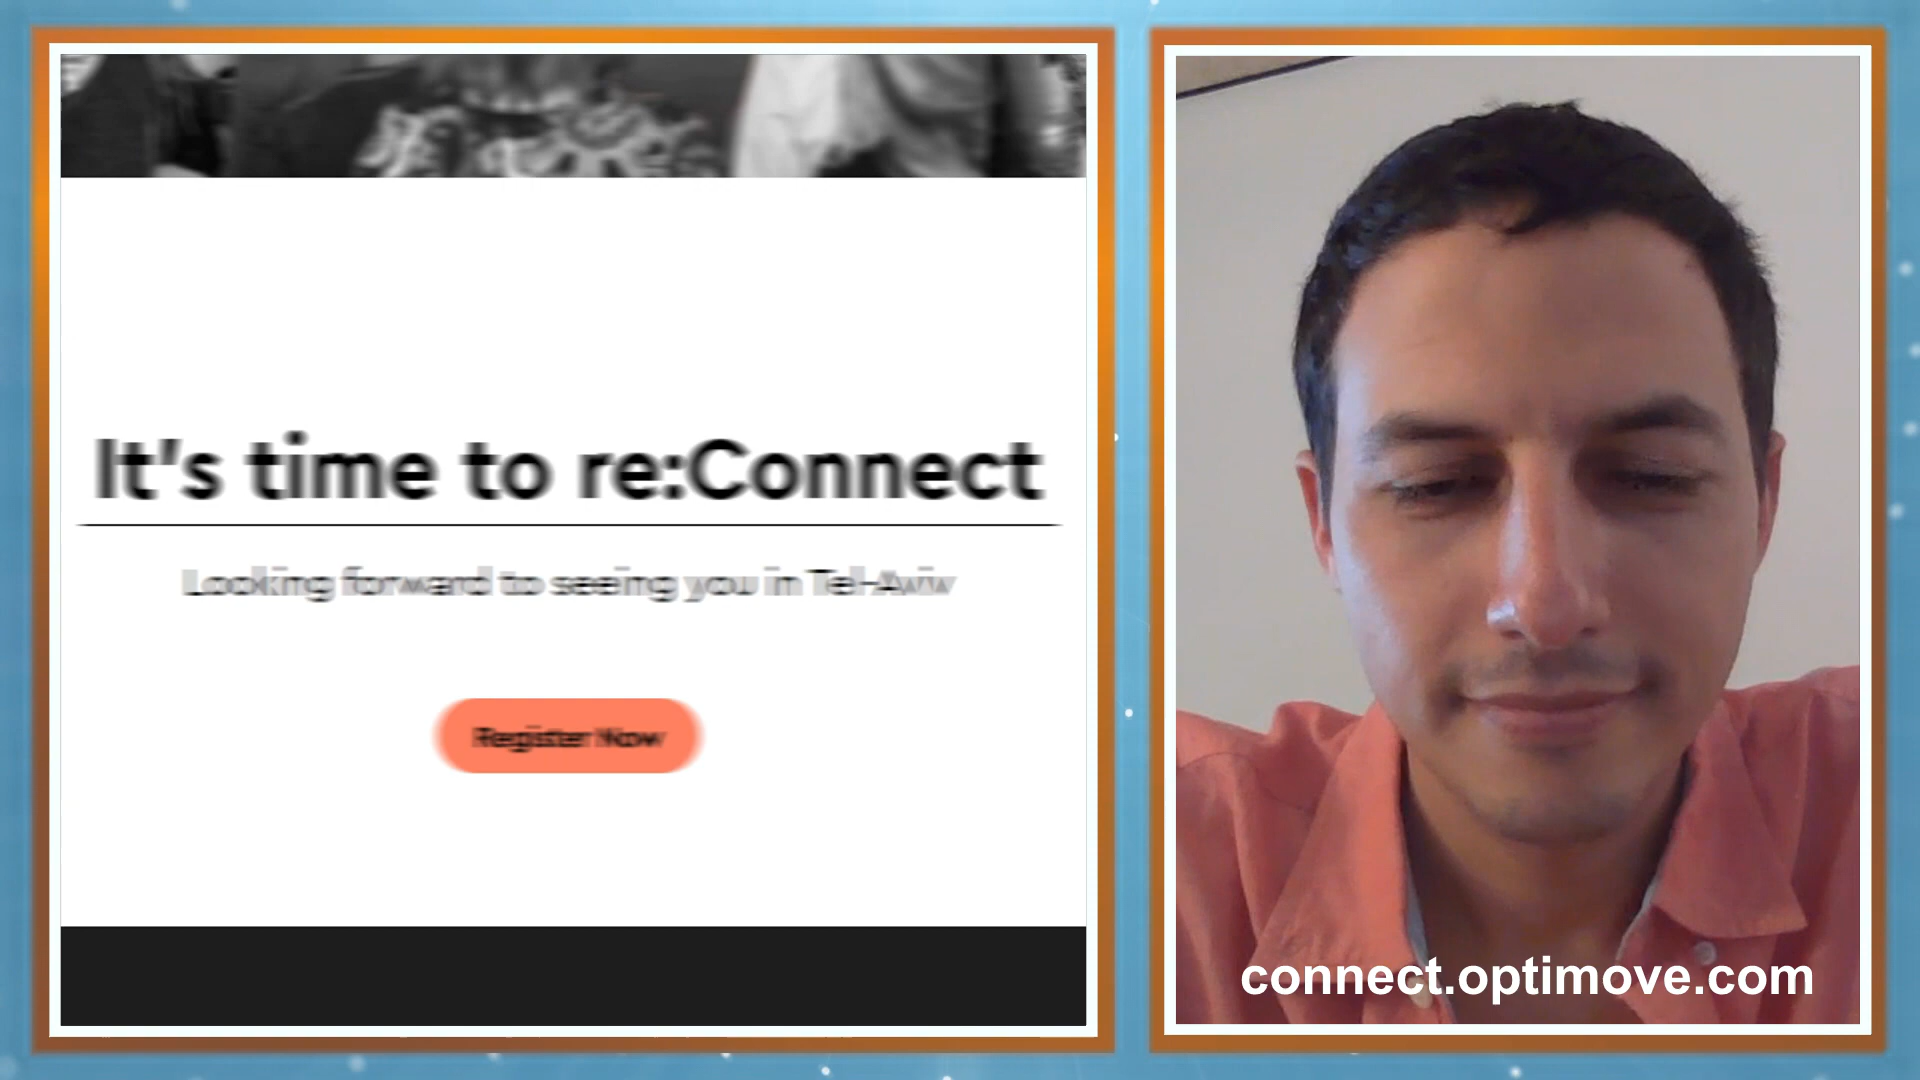 It's time to re:Connect
Looking forward to seeing you in Tel-Aviv
Register Now
connect.optimove.com